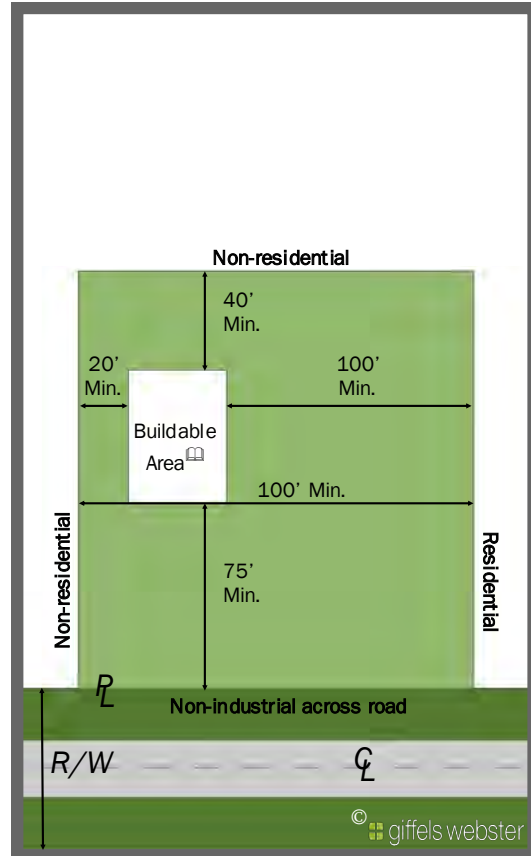 Non-residential
40’
Min.
20’
Min.
100’
Min.
Buildable
Area
100’ Min.
Non-residential
75’
Min.
Residential
PL
Non-industrial across road
R/W
CL
© giffels webster